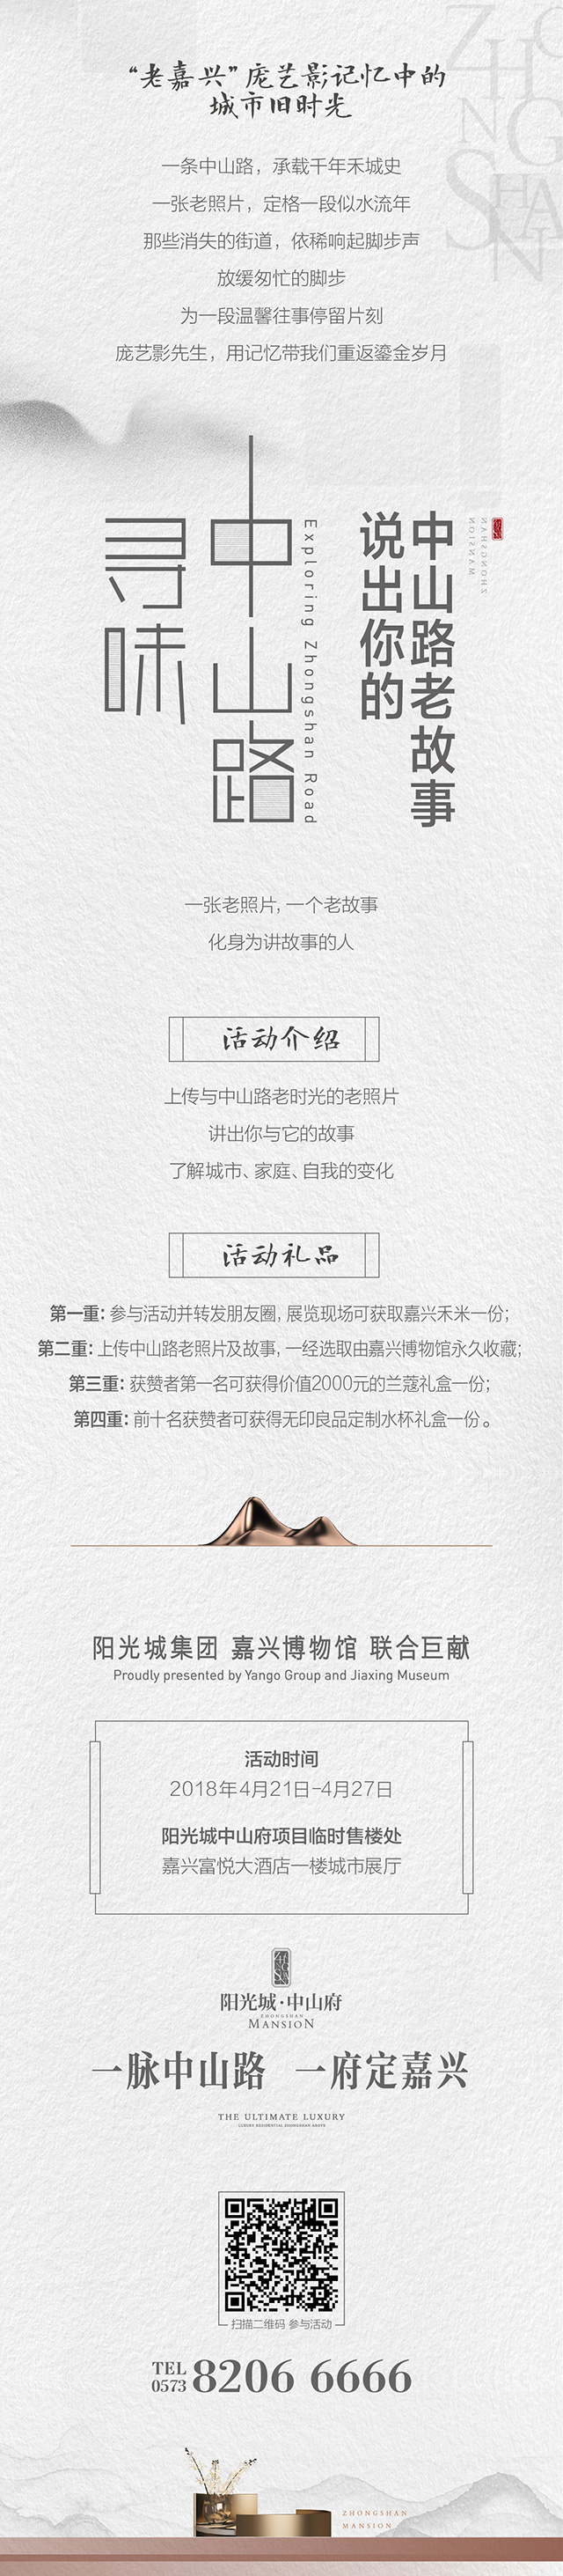 ZHONG
SHAN
“老嘉兴”庞艺影记忆中的
城市旧时光
一条中山路，承载千年禾城史
一张老照片，定格一段似水流年
那些消失的街道，依稀响起脚步声
放缓匆忙的脚步
为一段温馨往事停留片刻
庞艺影先生，用记忆带我们重返鎏金岁月
ZHONGSHAN
MANSION
中山路老故事
说出你的
Exploring Zhongshan Road
中山路
寻味
一张老照片, 一个老故事
化身为讲故事的人
活动介绍
上传与中山路老时光的老照片
讲出你与它的故事
了解城市、家庭、自我的变化
活动礼品
第一重: 参与活动并转发朋友圈, 展览现场可获取嘉兴禾米一份;
第二重: 上传中山路老照片及故事, 一经选取由嘉兴博物馆永久收藏;
第三重: 获赞者第一名可获得价值2000元的兰蔻礼盒一份;
第四重: 前十名获赞者可获得无印良品定制水杯礼盒一份。
阳光城集团 嘉兴博物馆 联合巨献
Proudly presented by Yango Group and Jiaxing Museum
活动时间
2018年4月21日-4月27日
阳光城中山府项目临时售楼处
嘉兴富悦大酒店一楼城市展厅
阳光城·中山府
ZHONGSHAN
MANSION
一脉中山路 一府定嘉兴
THE ULTIMATE LUXURY
LUXURY RESIDENTIAL ZHONGSHAN ABOVE
扫描二维码 参与活动
TEL 0573 8206 6666
ZHONGSHAN
MANSION